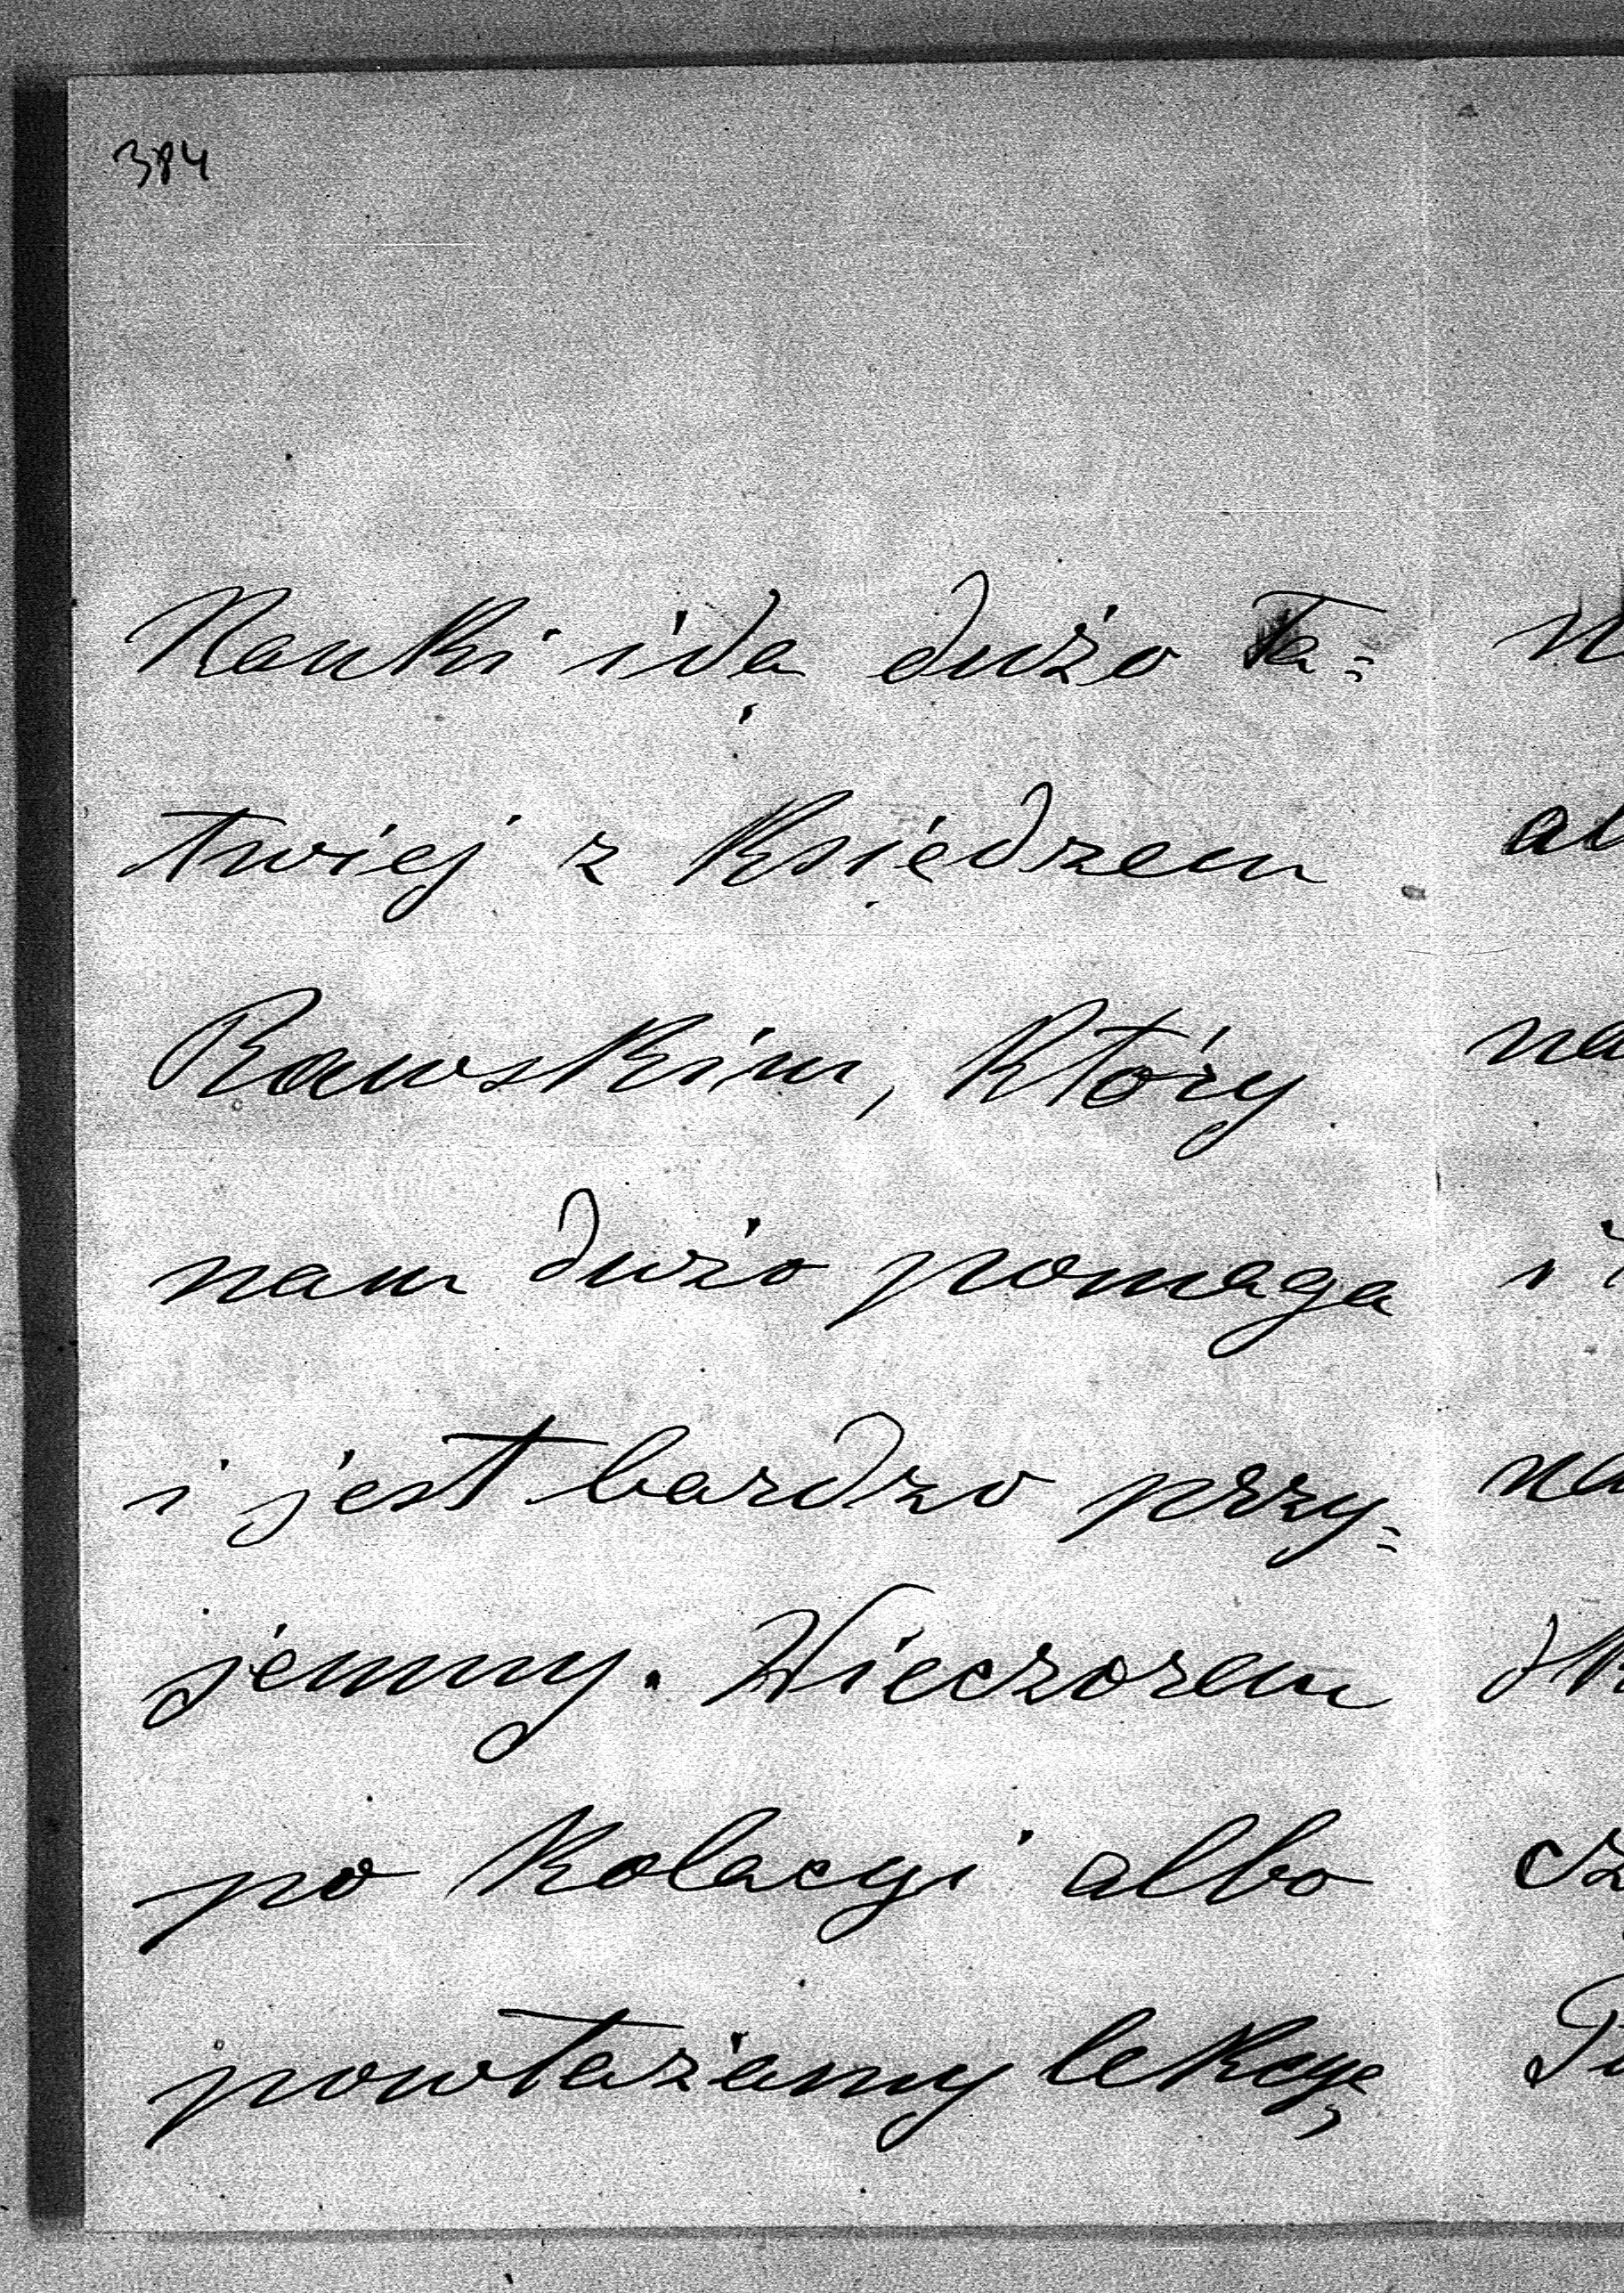 384
Nauki idą dużo ła=
twiej z Księdzem
Rawskim, który
nam dużo pomaga
i jest bardzo przy=
jemny. Wieczorem
po kolacyi albo
powtażamy lekcye,